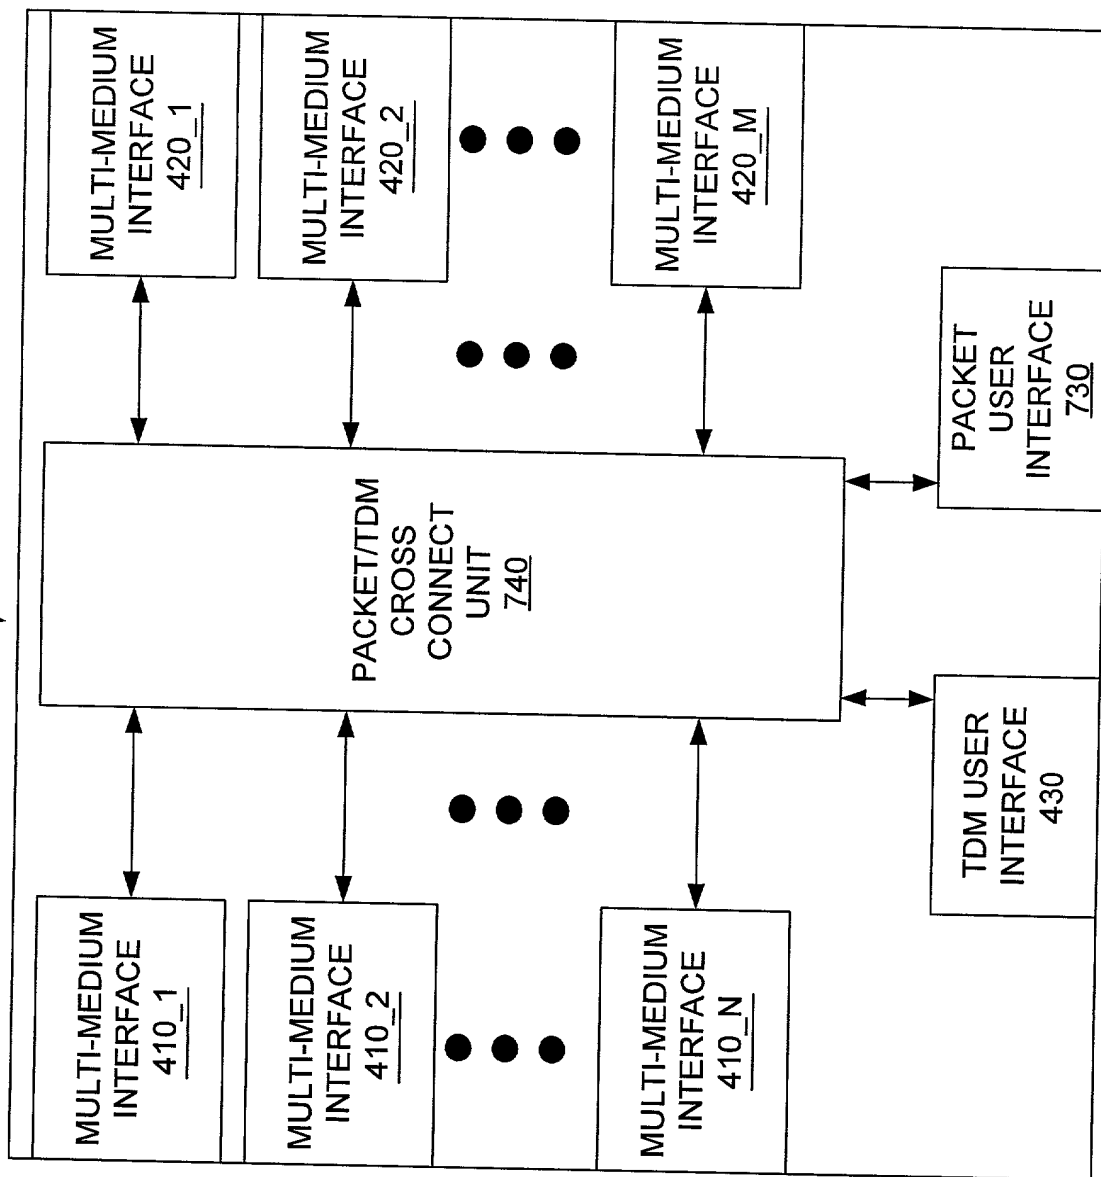 MULTI-MEDIUM
INTERFACE
410_1
MULTI-MEDIUM
INTERFACE
410_2
MULTI-MEDIUM
INTERFACE
410_N
PACKET/TDM
CROSS
CONNECT
UNIT
740
MULTI-MEDIUM
INTERFACE
420_1
MULTI-MEDIUM
INTERFACE
420_2
MULTI-MEDIUM
INTERFACE
420_M
TDM USER
INTERFACE
430
PACKET
USER
INTERFACE
730